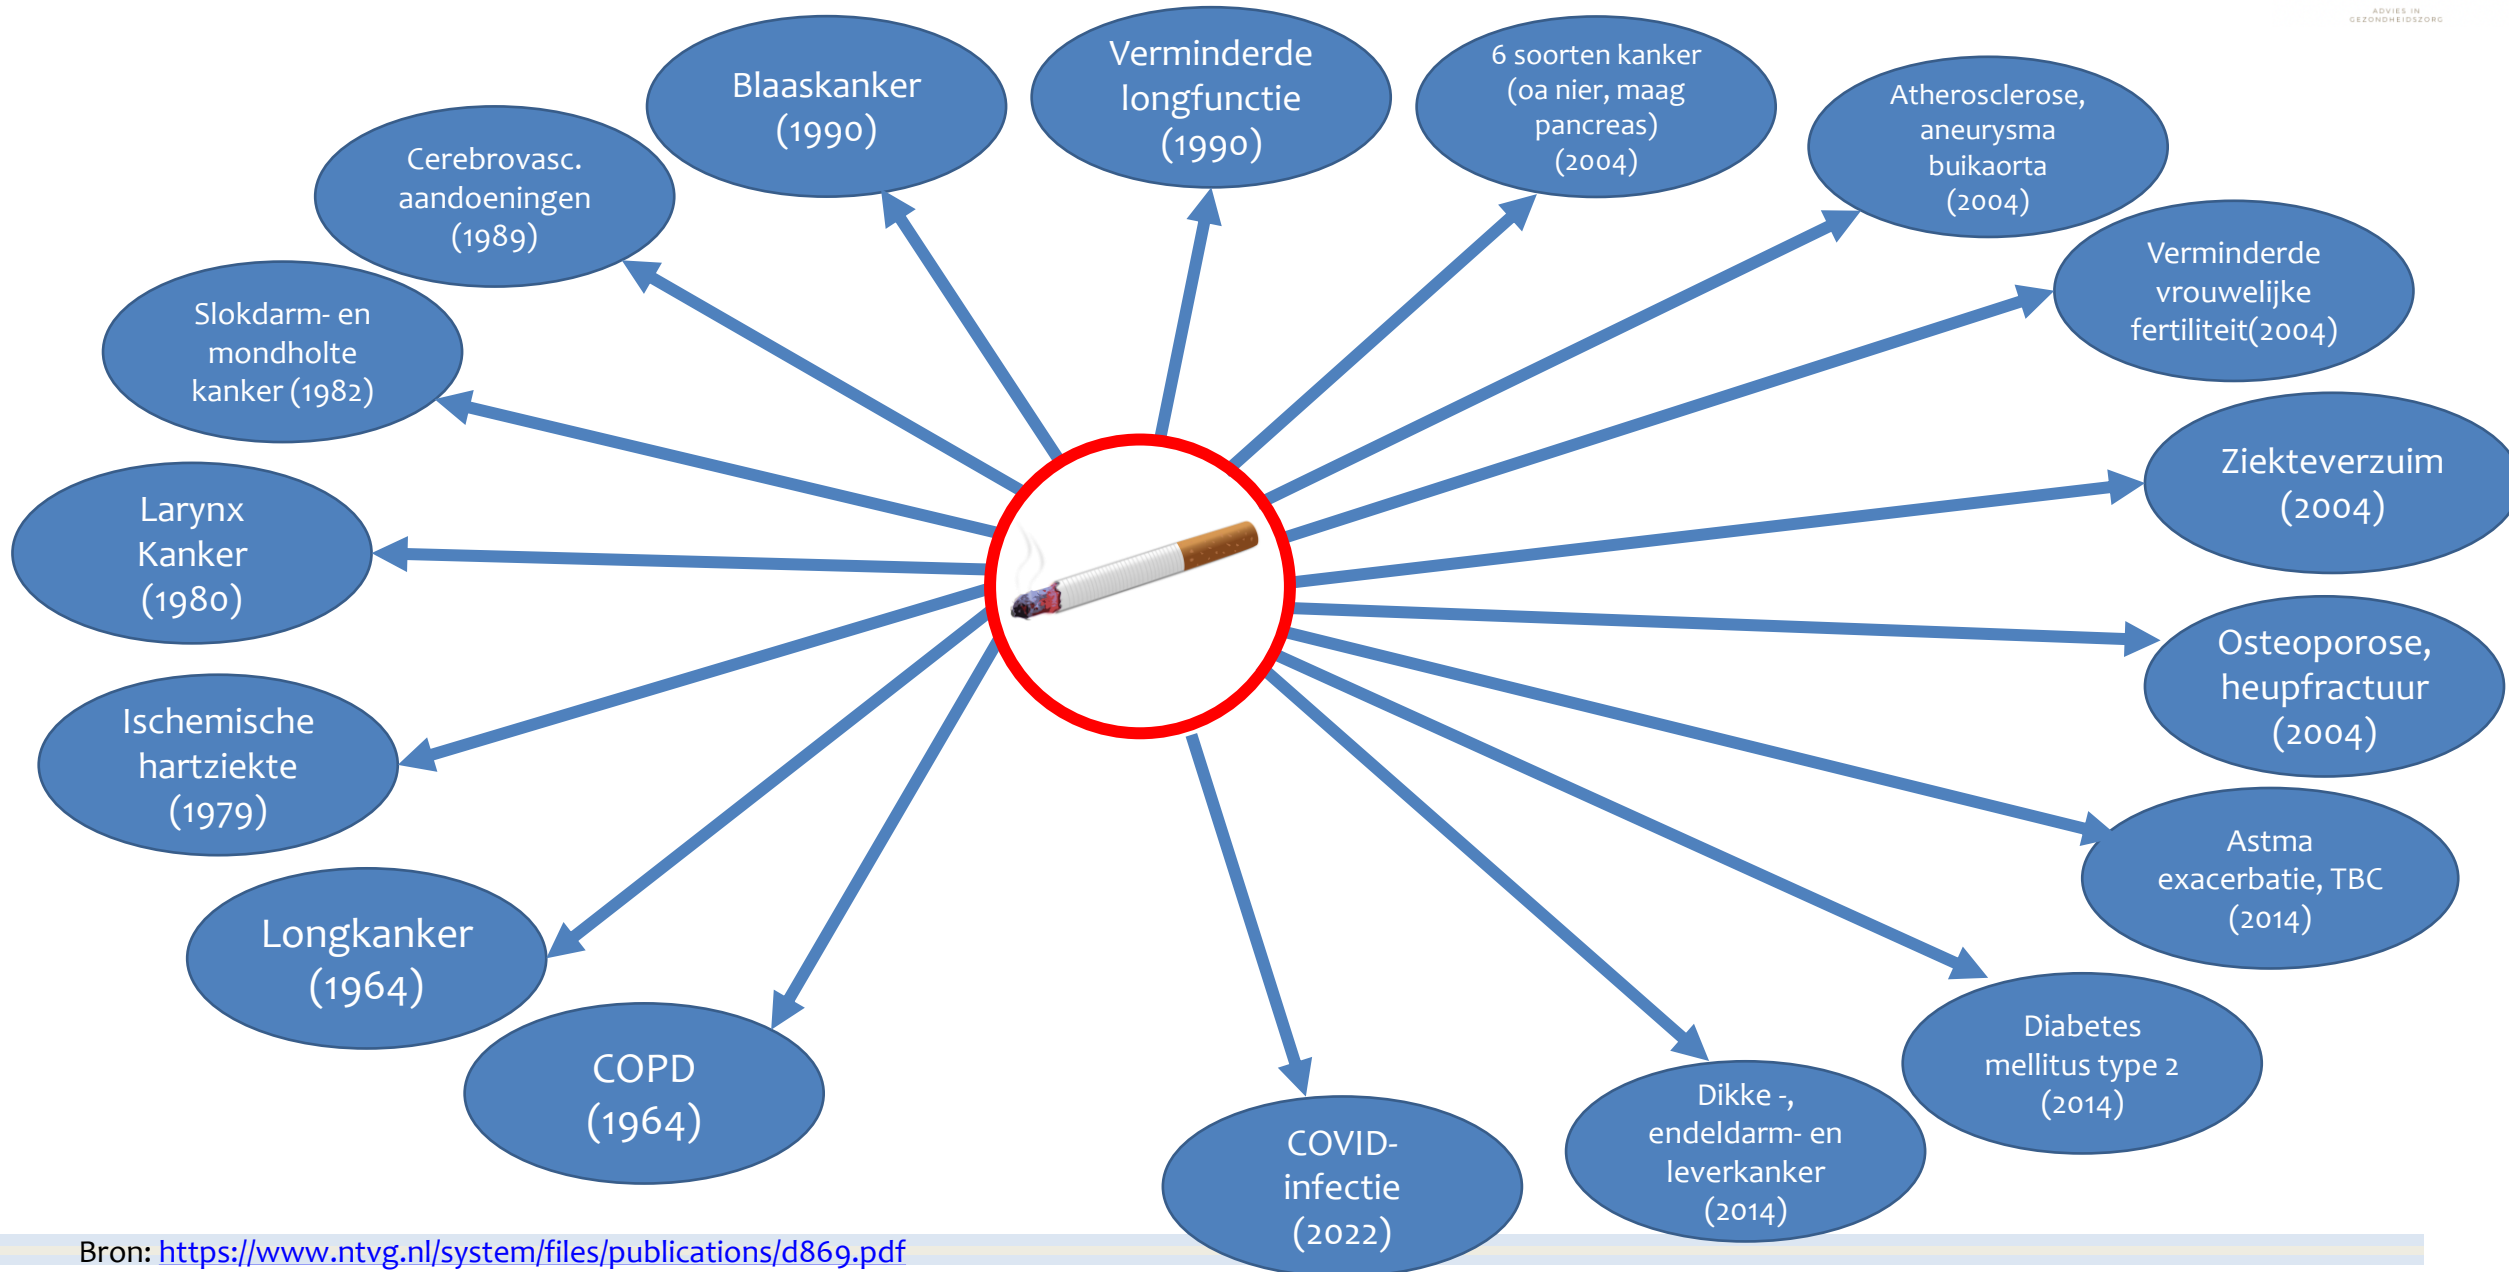 ADVIES IN
GEZONDHEIDSZORG
Verminderde
longfunctie
(1990)
6 soorten kanker
(oa nier, maag
pancreas)
(2004)
Blaaskanker
(1990)
Atherosclerose,
aneurysma
buikaorta
(2004)
Cerebrovasc.
aandoeningen
(1989)
Verminderde
vrouwelijke
fertiliteit(2004)
Slokdarm- en
mondholte
kanker (1982)
Ziekteverzuim
(2004)
Larynx
Kanker
(1980)
Osteoporose,
heupfractuur
(2004)
Ischemische
hartziekte
(1979)
Astma
exacerbatie, TBC
(2014)
Longkanker
(1964)
Diabetes
mellitus type 2
(2014)
COPD
(1964)
Dikke -,
endeldarm- en
leverkanker
(2014)
COVID-
infectie
(2022)
Bron: https://www.ntvg.nl/system/files/publications/d869.pdf